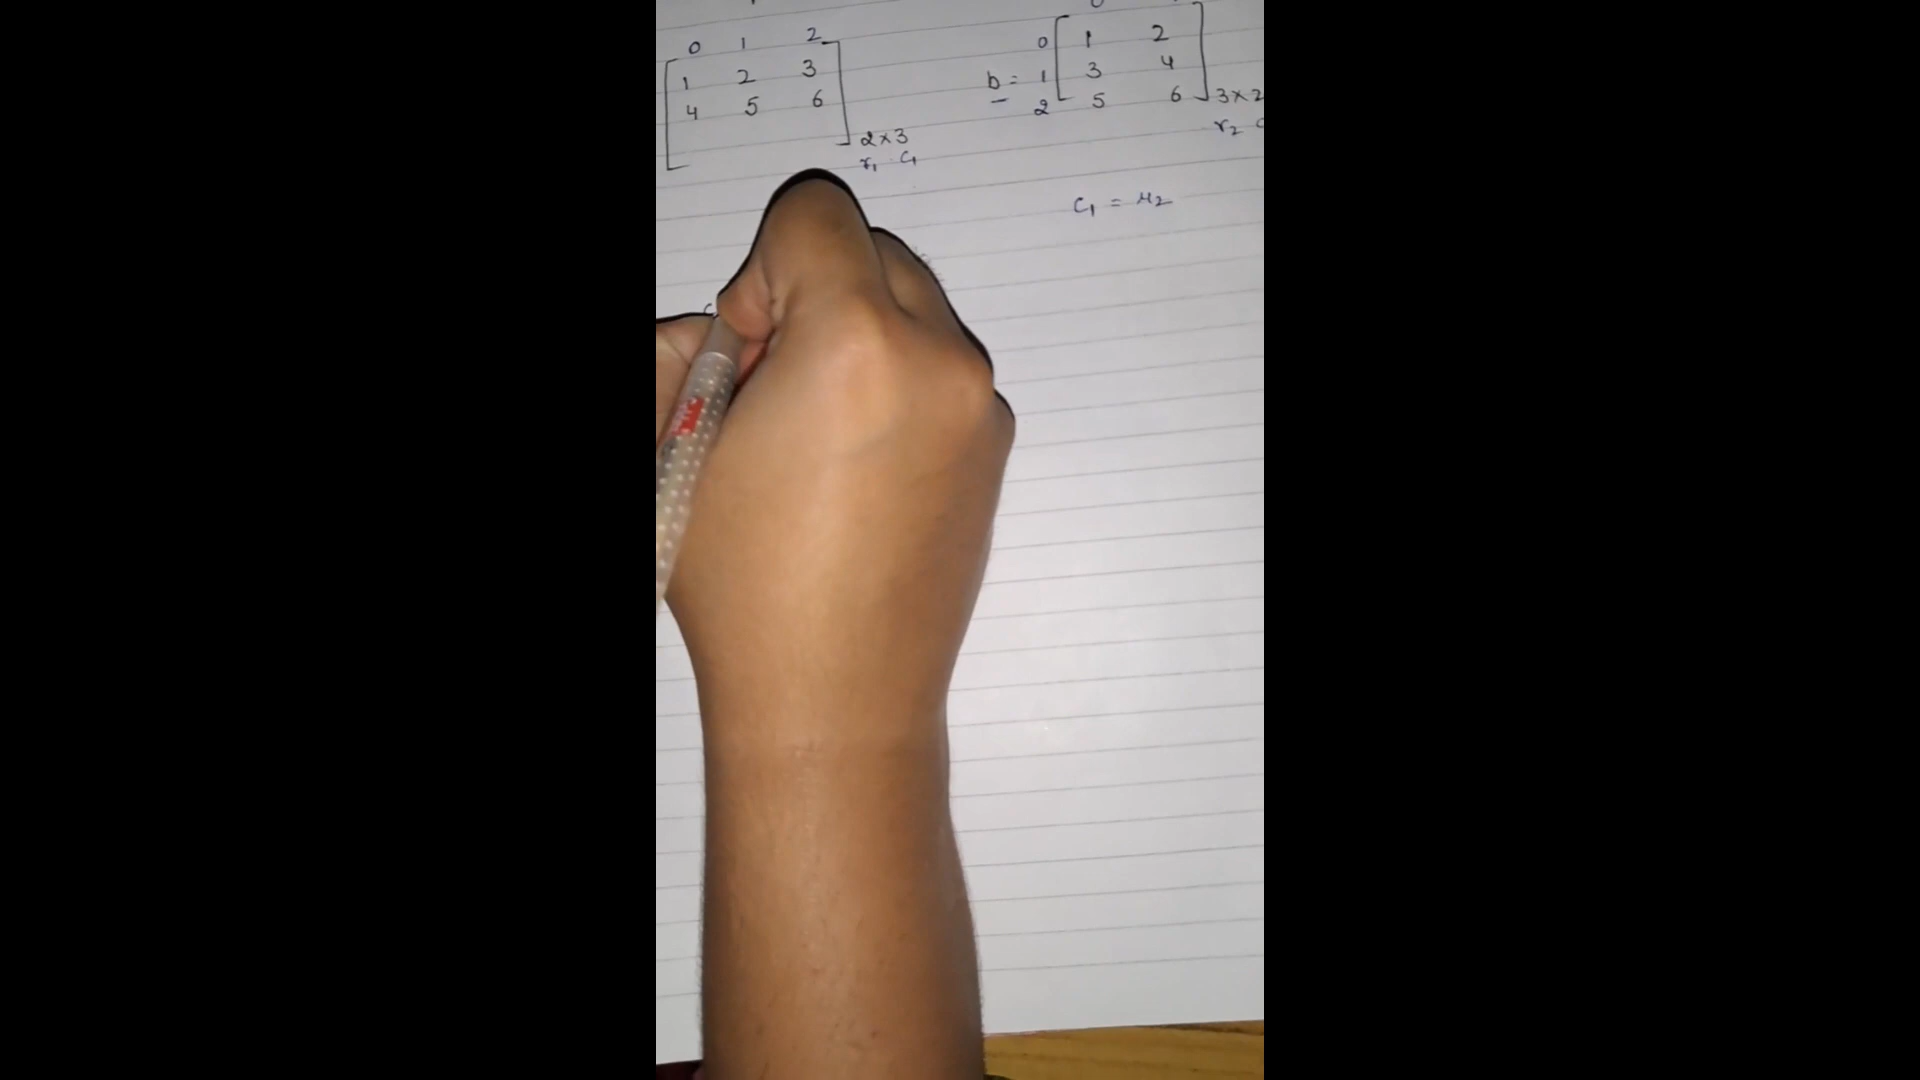 0 1 2
1 2 3
4 5 6
2×3
r₁ c₁
0 1 2
b = 1 3 4
2 5 6
3×2
r₂ c
c₁ = r₂